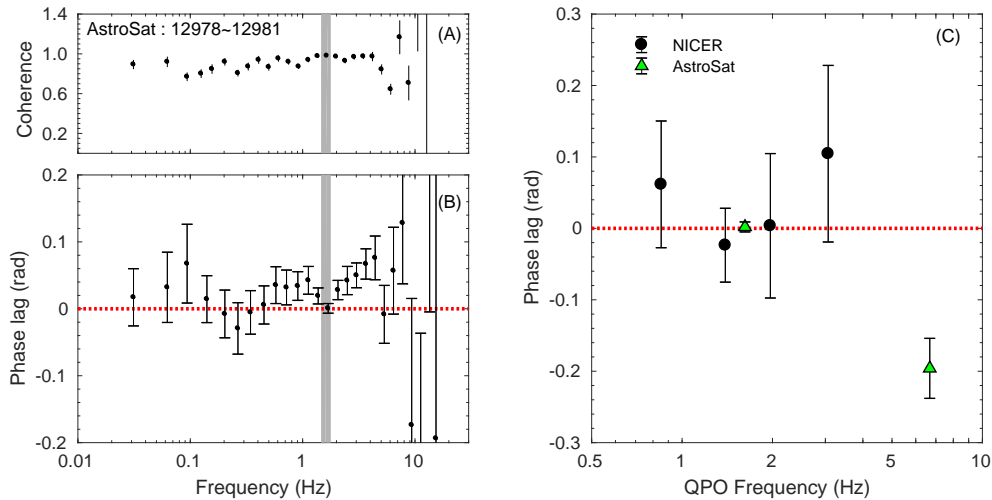 AstroSat : 12978~12981
(A)
1.4
1.0
0.6
0.0
Coherence
(B)
0.2
0.1
0
-0.1
-0.2
Phase lag (rad)
0.01
0.1
1
10
Frequency (Hz)
(C)
NICER
AstroSat
0.3
0.2
0.1
0
-0.1
-0.2
-0.3
Phase lag (rad)
0.5
1
2
5
10
QPO Frequency (Hz)